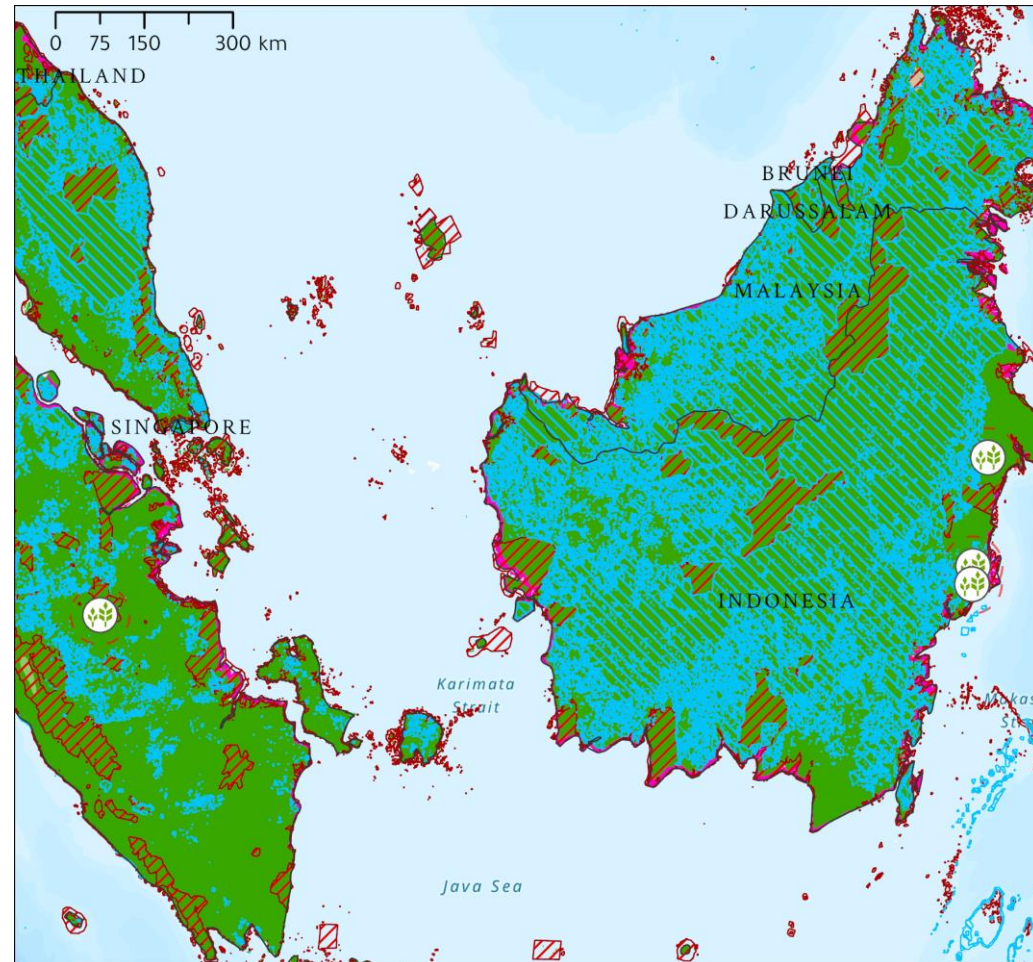 0 75 150 300 km
THAILAND
BRUNEI
DARUSSALAM
MALAYSIA
SINGAPORE
INDONESIA
Karimata
Strait
Java Sea